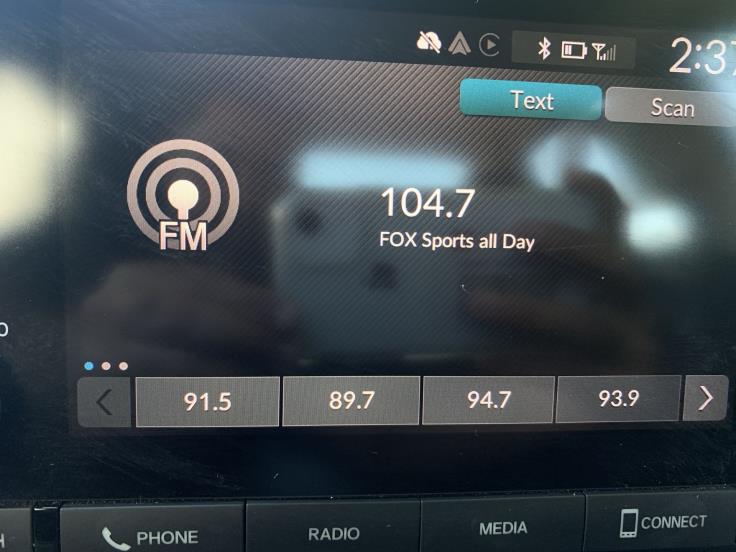 2:37
Text
Scan
FM
104.7
FOX Sports all Day
91.5
89.7
94.7
93.9
PHONE
RADIO
MEDIA
CONNECT